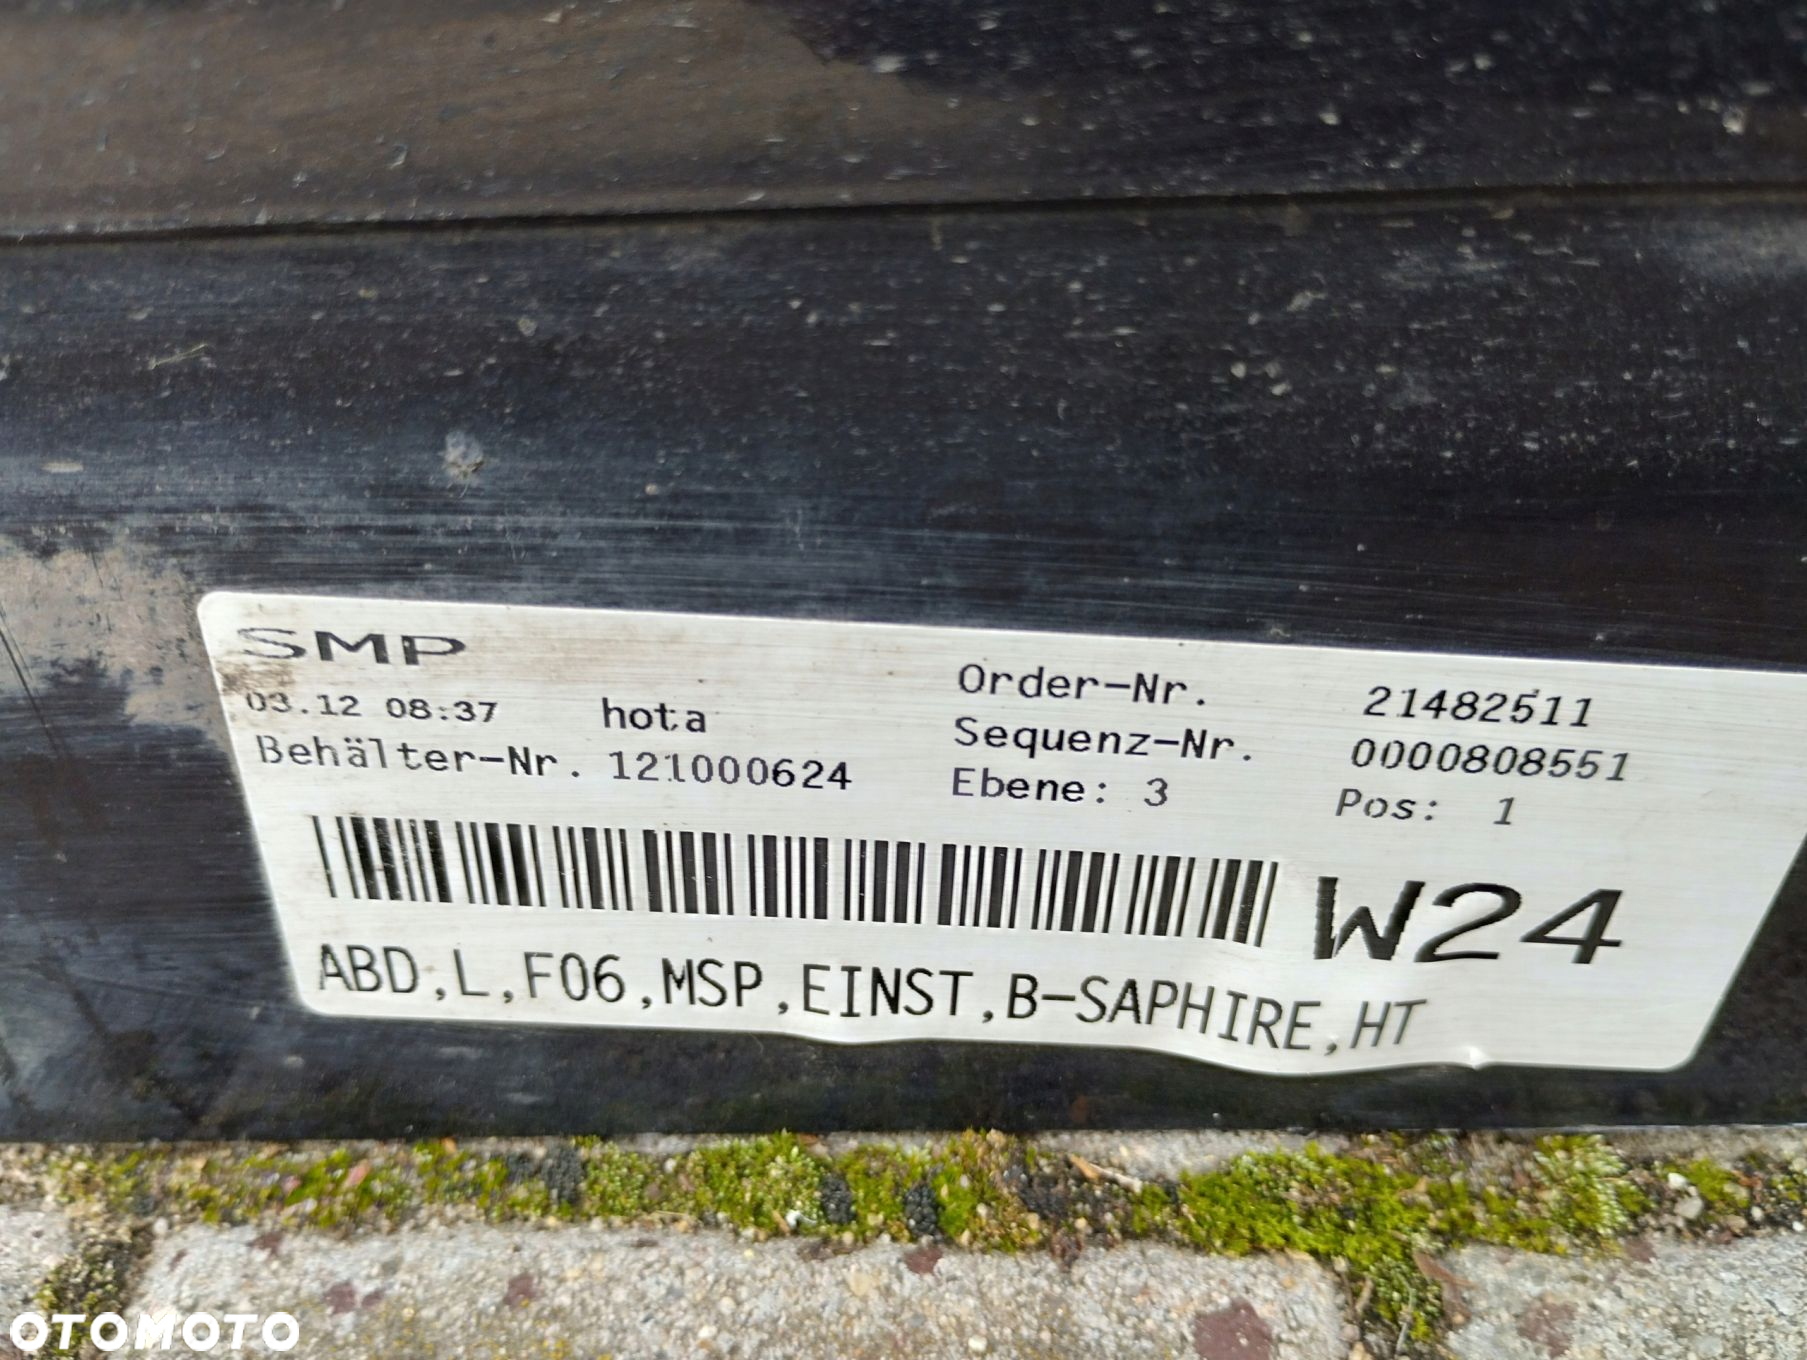 SMP
03.12 08:37 hota
Behälter-Nr. 121000624
Order-Nr. 21482511
Sequenz-Nr. 0000808551
Ebene: 3 Pos: 1
W24
ABD,L,F06,MSP,EINST,B-SAPHIRE,HT
OTOMOTO